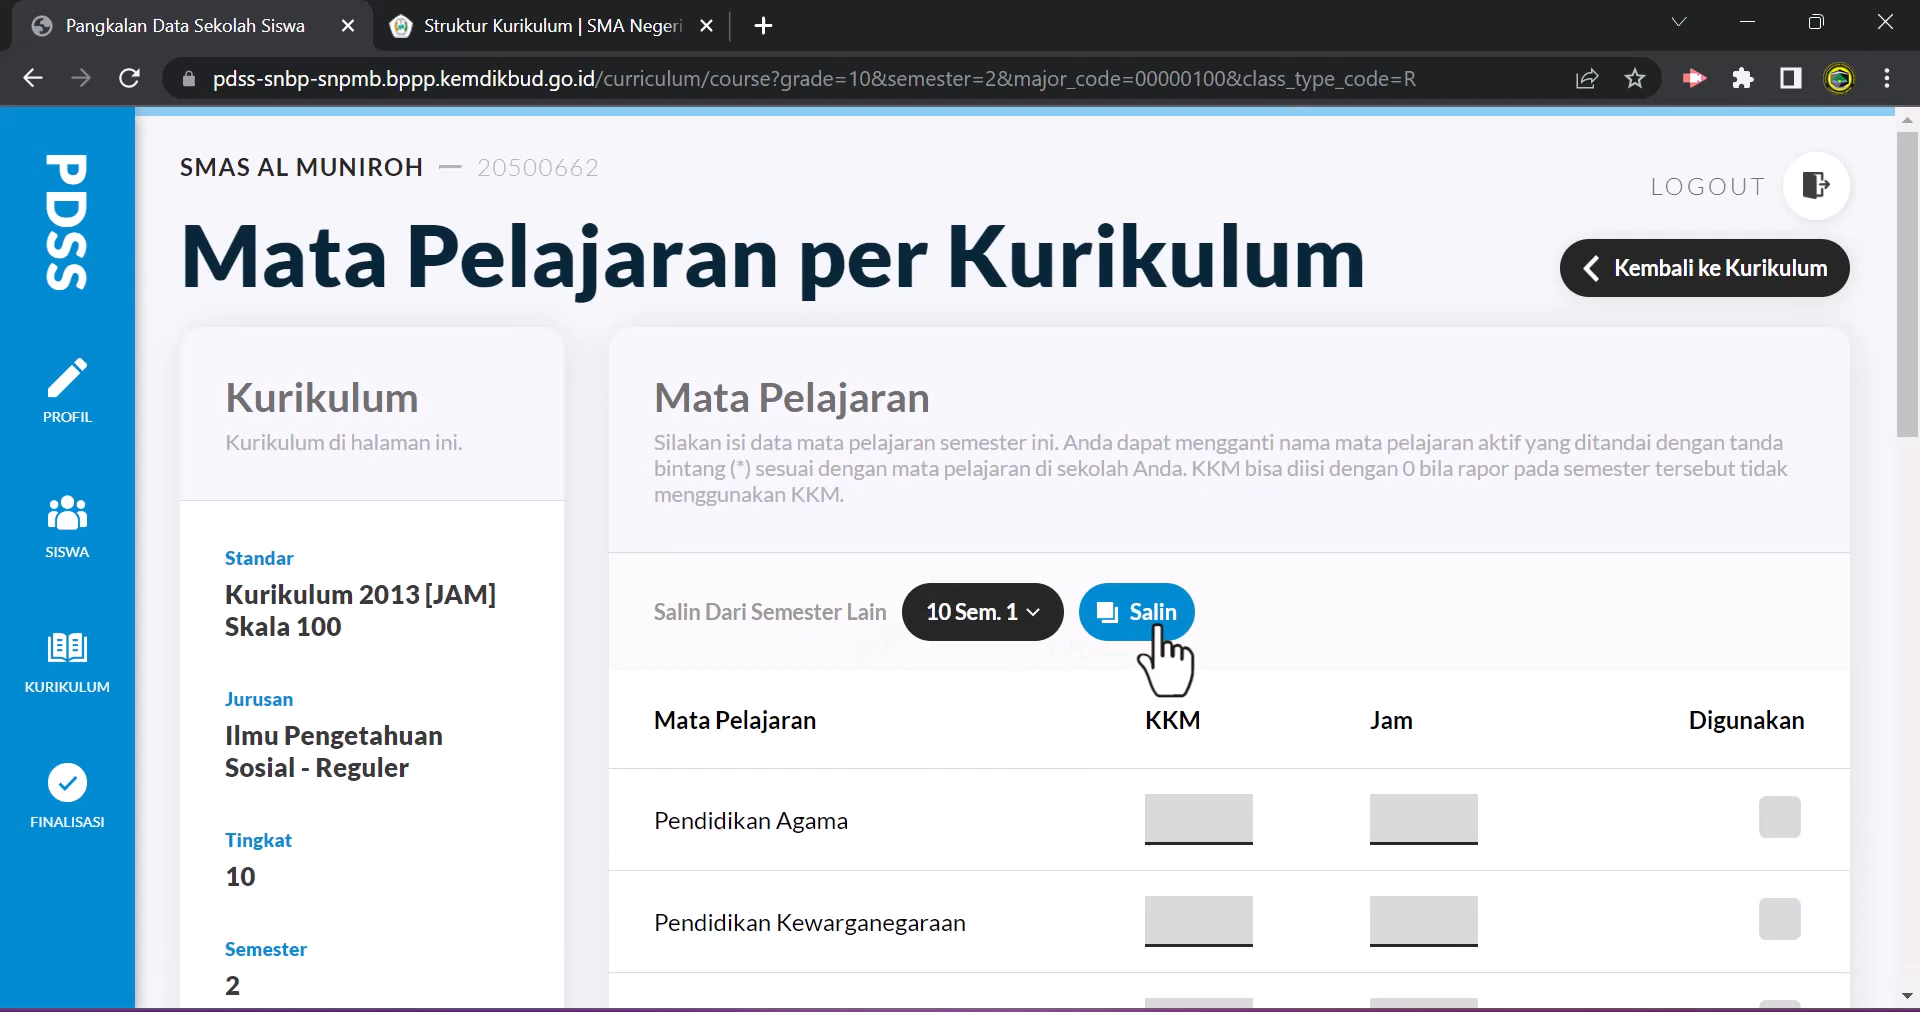 Pangkalan Data Sekolah Siswa
Struktur Kurikulum | SMA Negeri
pdss-snbp-snpmb.bppp.kemdikbud.go.id/curriculum/course?grade=10&semester=2&major_code=00000100&class_type_code=R
PDSS
PROFIL
SISWA
KURIKULUM
FINALISASI
SMAS AL MUNIROH — 20500662
LOGOUT
Mata Pelajaran per Kurikulum
Kembali ke Kurikulum
Kurikulum
Kurikulum di halaman ini.
Standar
Kurikulum 2013 [JAM]
Skala 100
Jurusan
Ilmu Pengetahuan
Sosial - Reguler
Tingkat
10
Semester
2
Mata Pelajaran
Silakan isi data mata pelajaran semester ini. Anda dapat mengganti nama mata pelajaran aktif yang ditandai dengan tanda
bintang (*) sesuai dengan mata pelajaran di sekolah Anda. KKM bisa diisi dengan 0 bila rapor pada semester tersebut tidak
menggunakan KKM.
Salin Dari Semester Lain 10 Sem. 1 Salin
Mata Pelajaran KKM Jam Digunakan
Pendidikan Agama
Pendidikan Kewarganegaraan